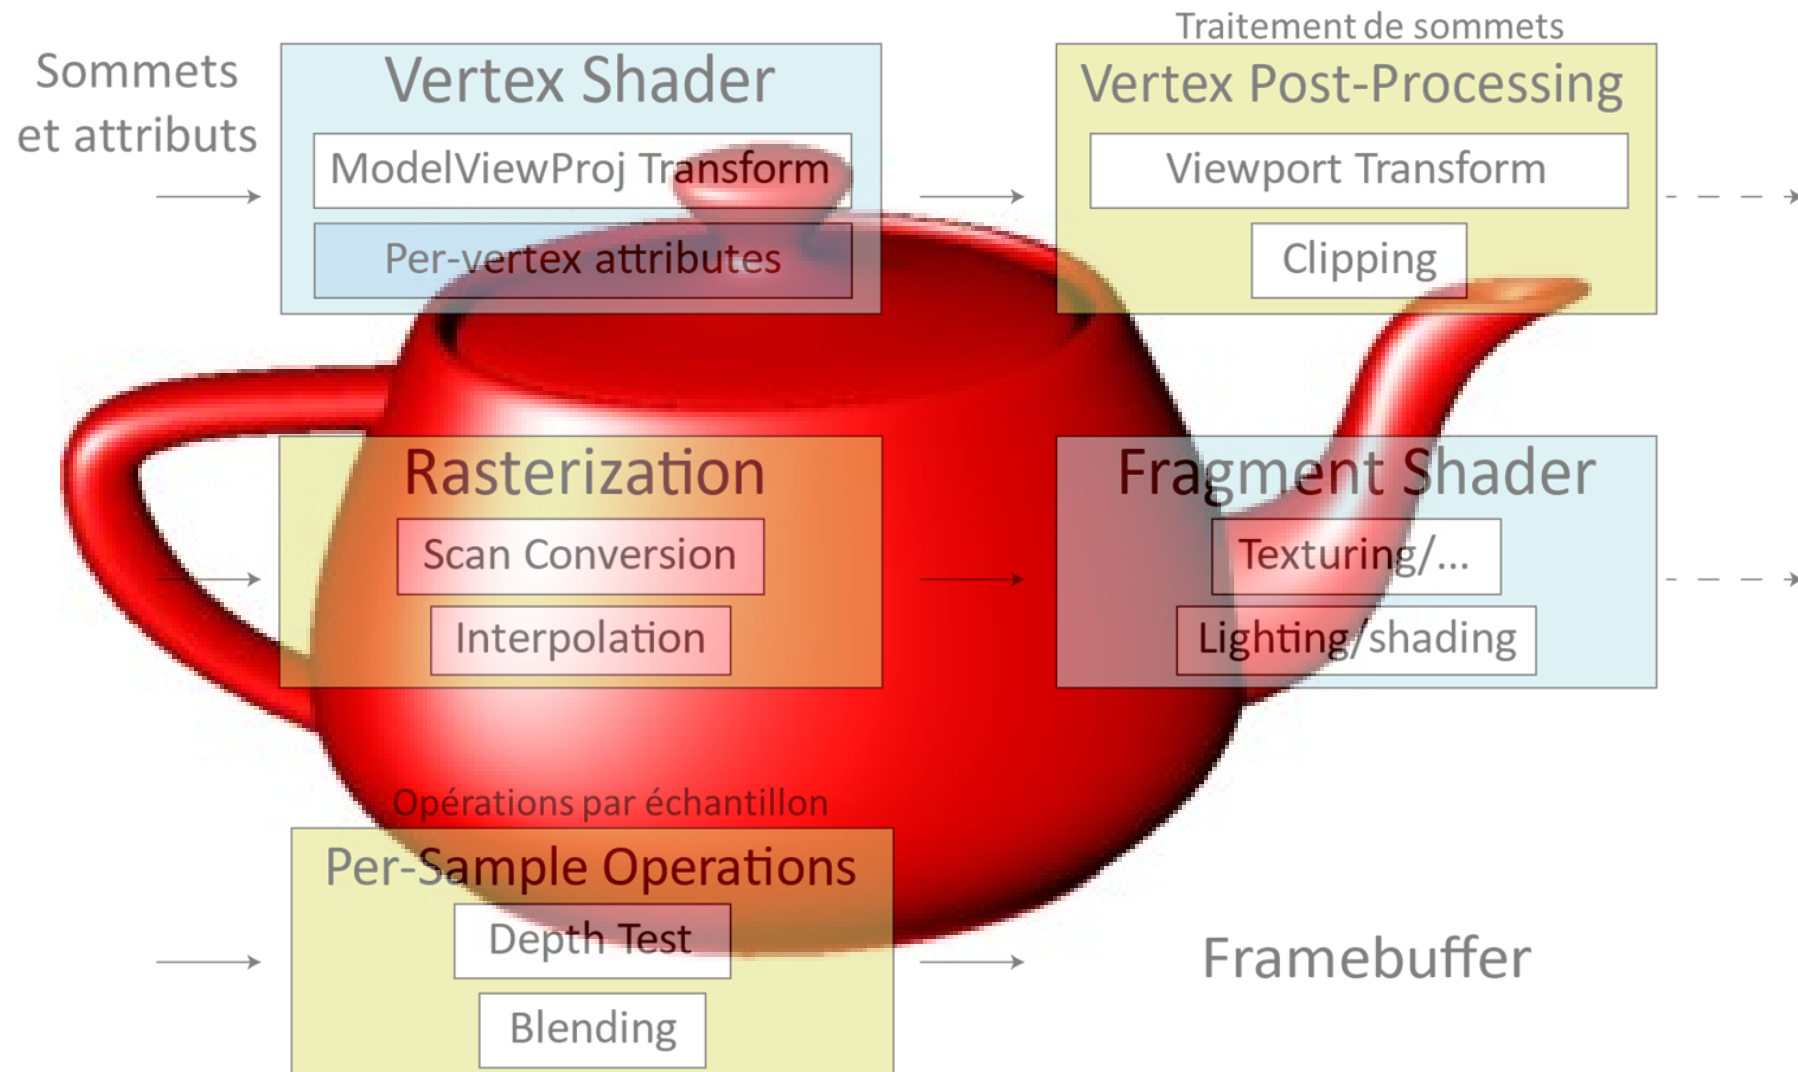 Sommets
et attributs
Vertex Shader
ModelViewProj Transform
Per-vertex attributes
Traitement de sommets
Vertex Post-Processing
Viewport Transform
Clipping
Rasterization
Scan Conversion
Interpolation
Fragment Shader
Texturing/...
Lighting/shading
Opérations par échantillon
Per-Sample Operations
Depth Test
Blending
Framebuffer